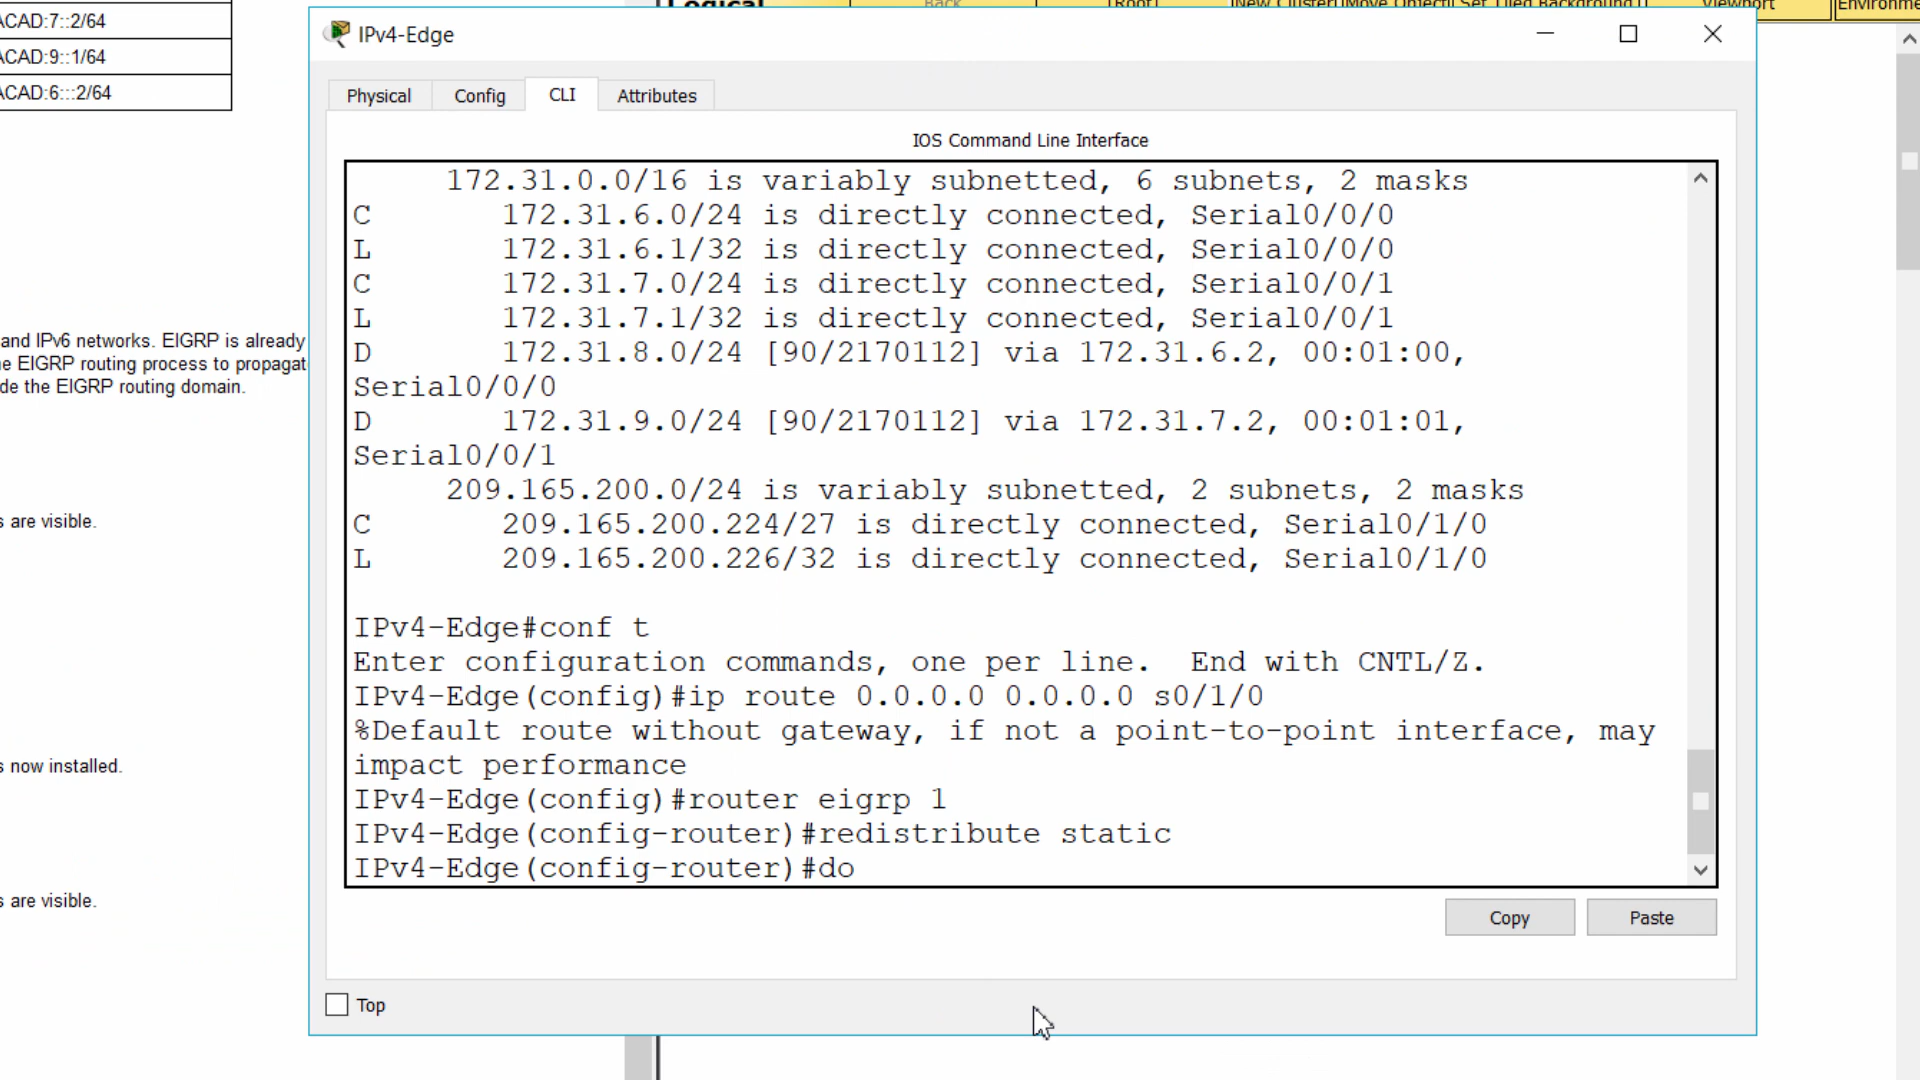 ACAD:7::2/64
ACAD:9::1/64
ACAD:6:::2/64
and IPv6 networks. EIGRP is already
e EIGRP routing process to propagat
de the EIGRP routing domain.
s are visible.
s now installed.
s are visible.
Logical
Back
[Root]
New Cluster
Move Object
Set Tiled Background
Viewport
Environme
IPv4-Edge
Physical
Config
CLI
Attributes
IOS Command Line Interface
172.31.0.0/16 is variably subnetted, 6 subnets, 2 masks
C 172.31.6.0/24 is directly connected, Serial0/0/0
L 172.31.6.1/32 is directly connected, Serial0/0/0
C 172.31.7.0/24 is directly connected, Serial0/0/1
L 172.31.7.1/32 is directly connected, Serial0/0/1
D 172.31.8.0/24 [90/2170112] via 172.31.6.2, 00:01:00,
Serial0/0/0
D 172.31.9.0/24 [90/2170112] via 172.31.7.2, 00:01:01,
Serial0/0/1
209.165.200.0/24 is variably subnetted, 2 subnets, 2 masks
C 209.165.200.224/27 is directly connected, Serial0/1/0
L 209.165.200.226/32 is directly connected, Serial0/1/0
IPv4-Edge#conf t
Enter configuration commands, one per line. End with CNTL/Z.
IPv4-Edge(config)#ip route 0.0.0.0 0.0.0.0 s0/1/0
%Default route without gateway, if not a point-to-point interface, may
impact performance
IPv4-Edge(config)#router eigrp 1
IPv4-Edge(config-router)#redistribute static
IPv4-Edge(config-router)#do
Copy
Paste
Top